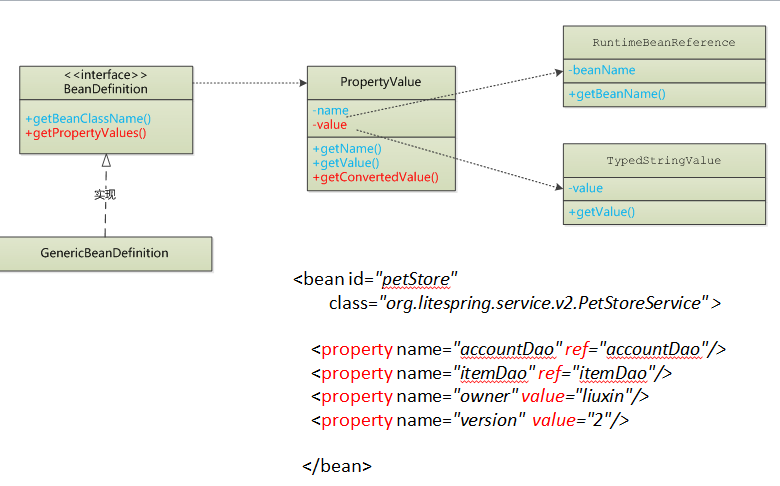 <<interface>>
BeanDefinition
+getBeanClassName()
+getPropertyValues()
实现
GenericBeanDefinition
PropertyValue
-name
-value
+getName()
+getValue()
+getConvertedValue()
RuntimeBeanReference
-beanName
+getBeanName()
TypedStringValue
-value
+getValue()
<bean id="petStore"
class="org.litespring.service.v2.PetStoreService" >
<property name="accountDao" ref="accountDao"/>
<property name="itemDao" ref="itemDao"/>
<property name="owner" value="liuxin"/>
<property name="version" value="2"/>
</bean>